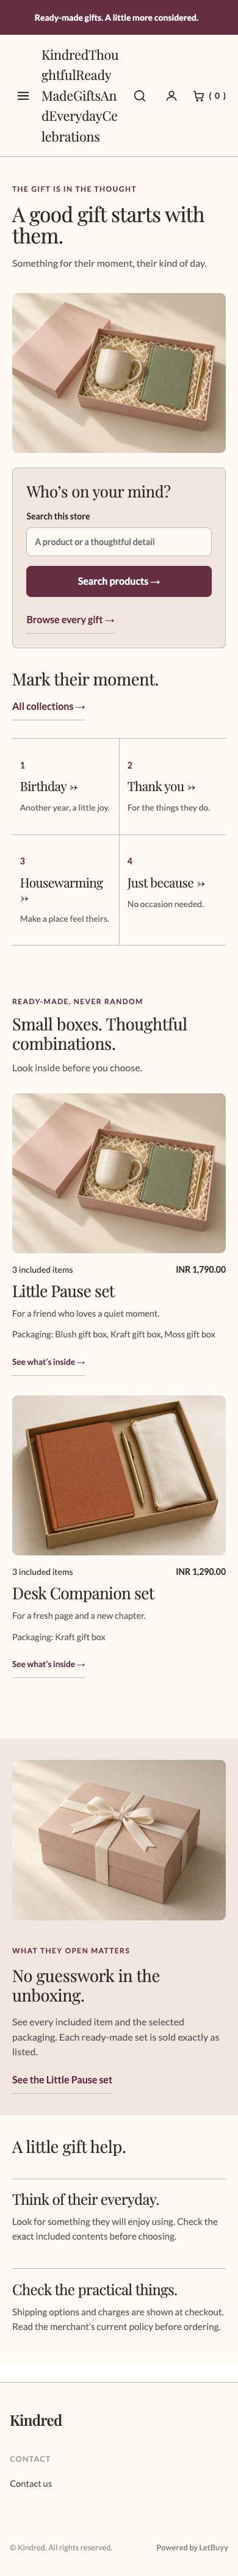 Ready-made gifts. A little more considered.
KindredThou
ghtfulReady
MadeGiftsAn
dEverydayCe
lebrations
( 0 )
THE GIFT IS IN THE THOUGHT
A good gift starts with
them.
Something for their moment, their kind of day.
Who's on your mind?
Search this store
A product or a thoughtful detail
Search products →
Browse every gift →
Mark their moment.
All collections →
1
Birthday →
Another year, a little joy.
2
Thank you →
For the things they do.
3
Housewarming
→
Make a place feel theirs.
4
Just because →
No occasion needed.
READY-MADE, NEVER RANDOM
Small boxes. Thoughtful
combinations.
Look inside before you choose.
3 included items INR 1,790.00
Little Pause set
For a friend who loves a quiet moment.
Packaging: Blush gift box, Kraft gift box, Moss gift box
See what's inside →
3 included items INR 1,290.00
Desk Companion set
For a fresh page and a new chapter.
Packaging: Kraft gift box
See what's inside →
WHAT THEY OPEN MATTERS
No guesswork in the
unboxing.
See every included item and the selected
packaging. Each ready-made set is sold exactly as
listed.
See the Little Pause set
A little gift help.
Think of their everyday.
Look for something they will enjoy using. Check the
exact included contents before choosing.
Check the practical things.
Shipping options and charges are shown at checkout.
Read the merchant's current policy before ordering.
Kindred
CONTACT
Contact us
© Kindred. All rights reserved. Powered by LetBuyy